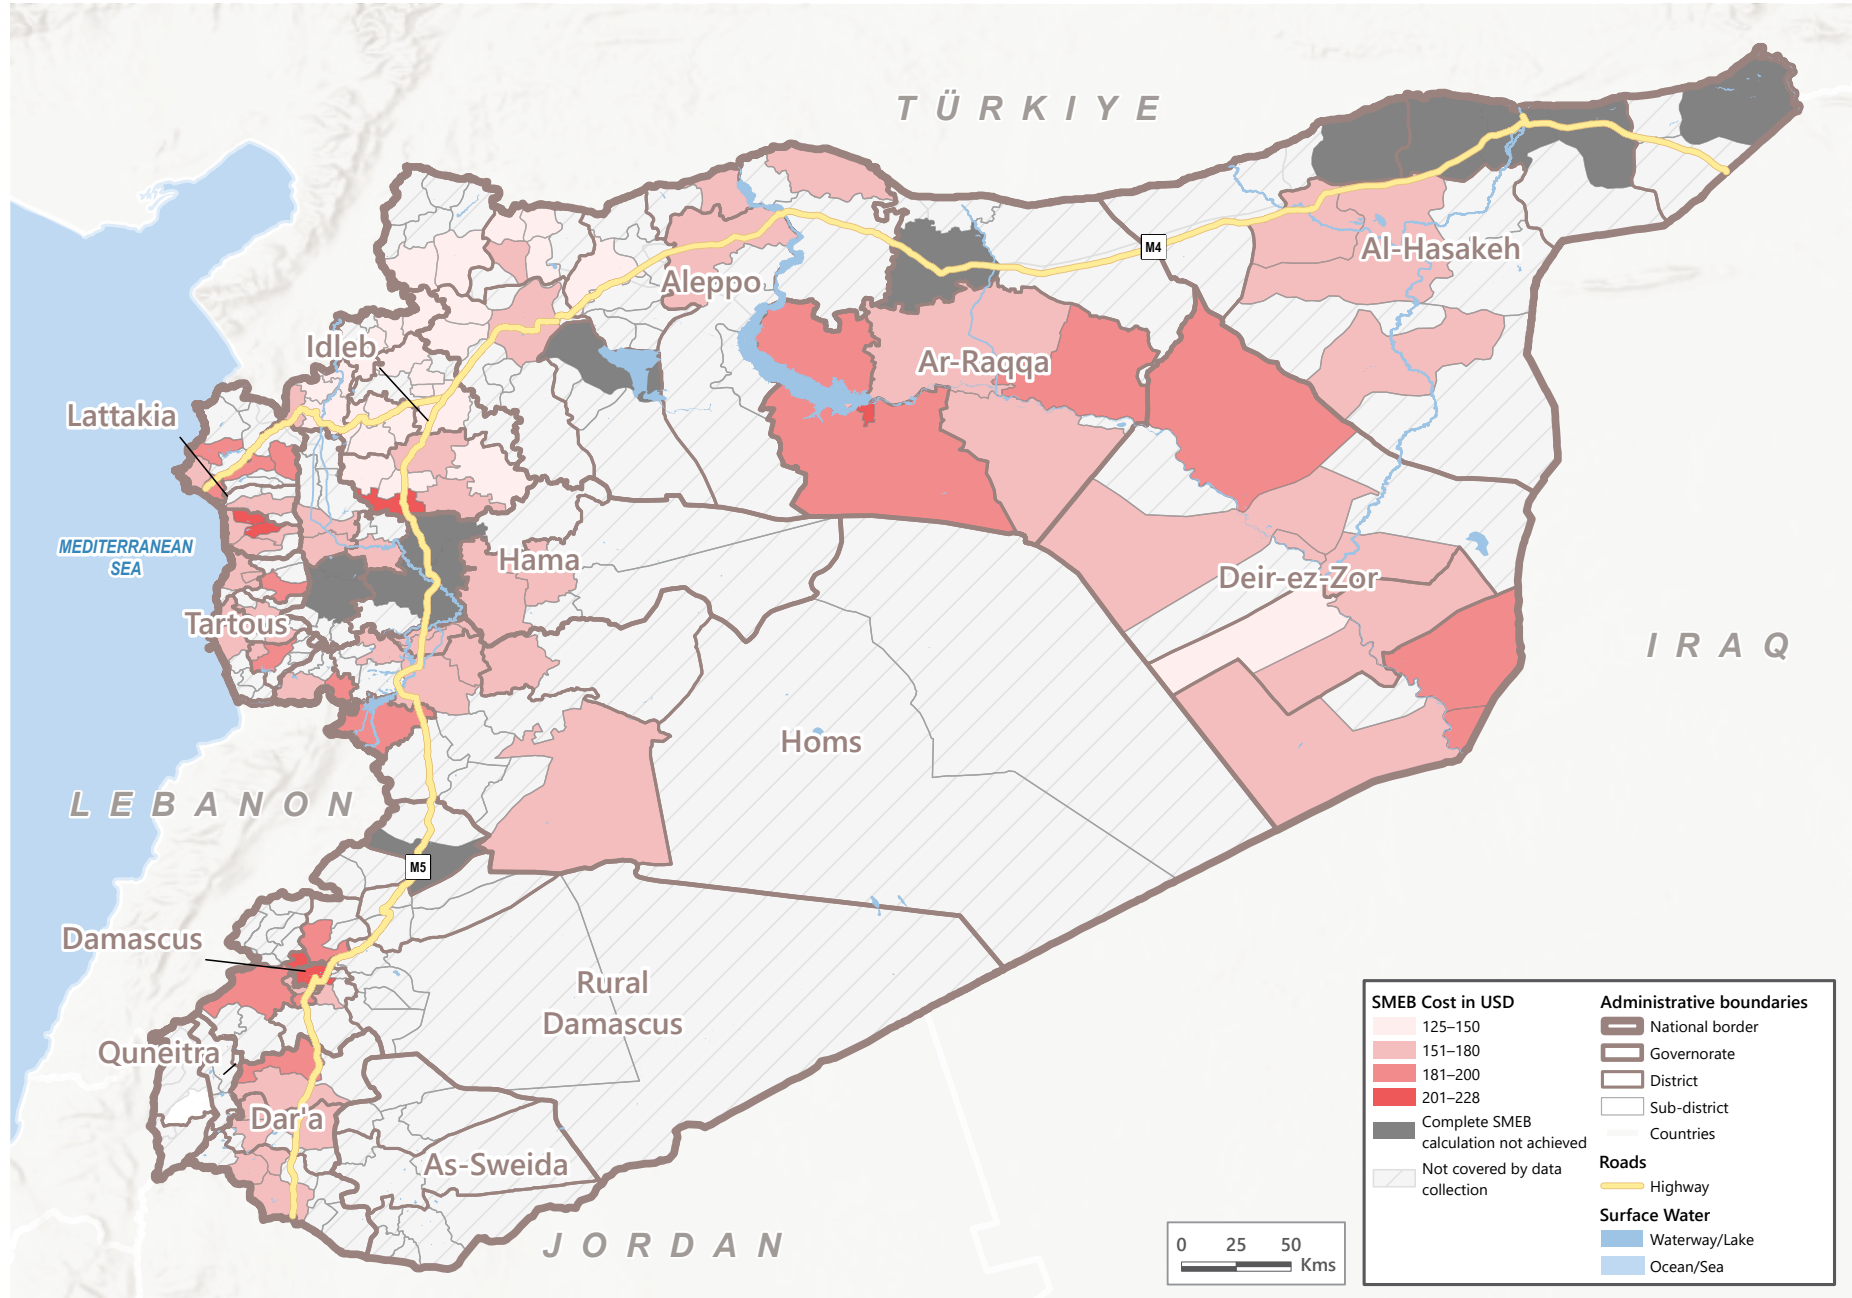 TÜRKIYE
M4
Al-Hasakeh
Aleppo
Idleb
Ar-Raqqa
Lattakia
MEDITERRANEAN
SEA
Hama
Deir-ez-Zor
Tartous
IRAQ
Homs
LEBANON
M5
Damascus
Rural
Damascus
Quneitra
Dar'a
As-Sweida
JORDAN
0 25 50
Kms
SMEB Cost in USD
125–150
151–180
181–200
201–228
Complete SMEB
calculation not achieved
Not covered by data
collection
Administrative boundaries
National border
Governorate
District
Sub-district
Countries
Roads
Highway
Surface Water
Waterway/Lake
Ocean/Sea